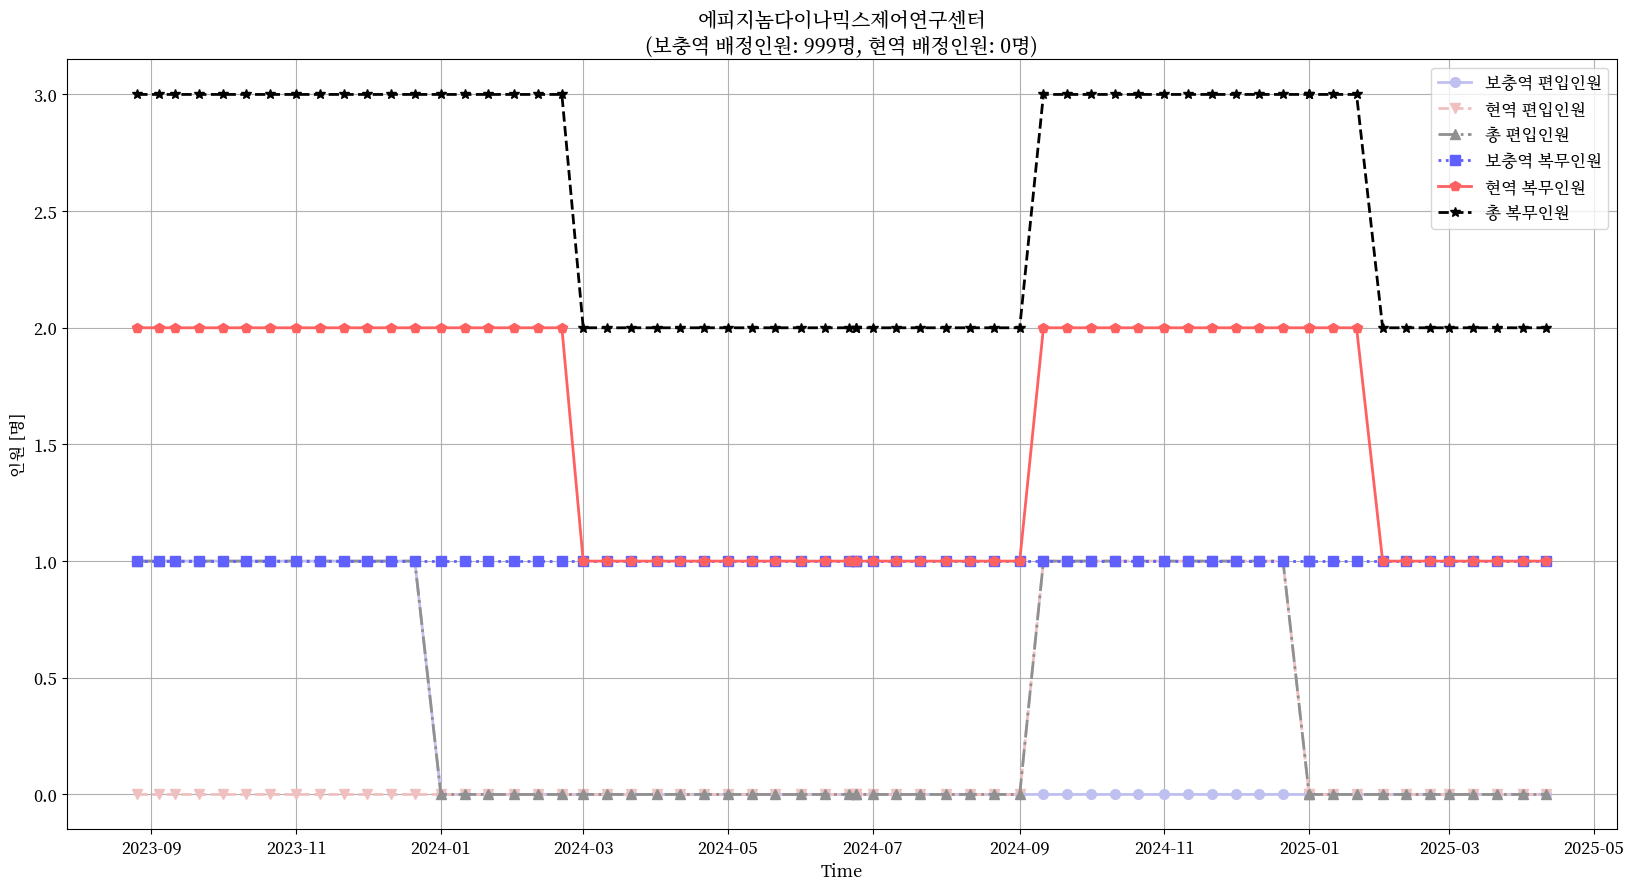 에피지놈다이나믹스제어연구센터
(보충역 배정인원: 999명, 현역 배정인원: 0명)
보충역 편입인원
현역 편입인원
총 편입인원
보충역 복무인원
현역 복무인원
총 복무인원
인원 [명]
3.0
2.5
2.0
1.5
1.0
0.5
0.0
2023-09 2023-11 2024-01 2024-03 2024-05 2024-07 2024-09 2024-11 2025-01 2025-03 2025-05
Time